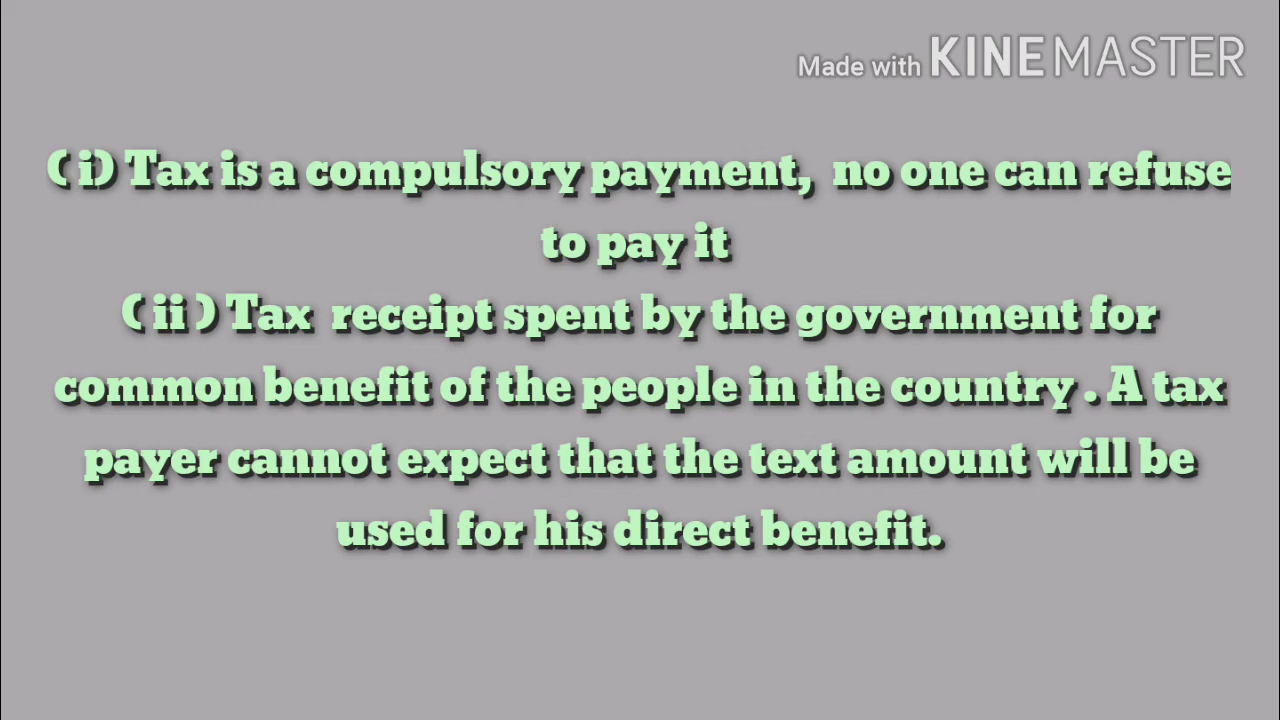 Made with KINEMASTER
( i) Tax is a compulsory payment, no one can refuse
to pay it
( ii ) Tax receipt spent by the government for
common benefit of the people in the country . A tax
payer cannot expect that the text amount will be
used for his direct benefit.